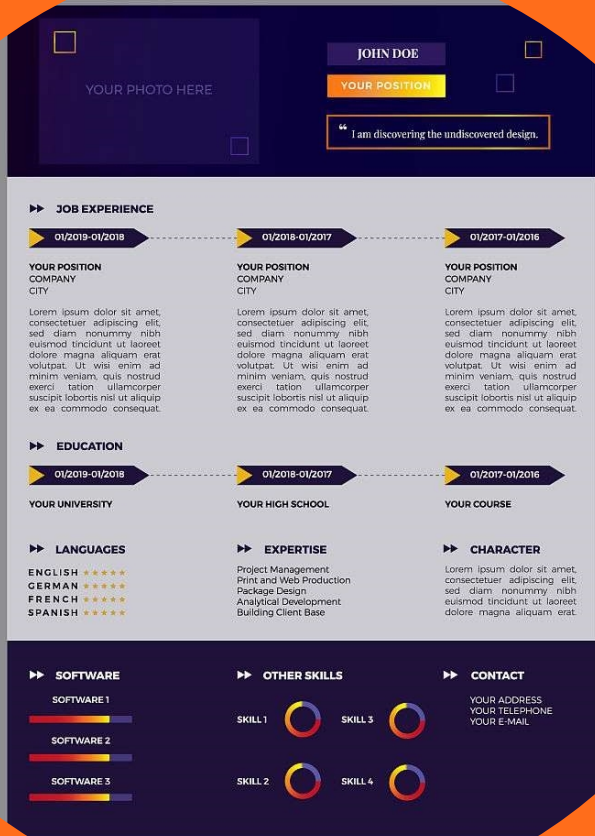 YOUR PHOTO HERE
JOHN DOE
YOUR POSITION
“ I am discovering the undiscovered design.
JOB EXPERIENCE
01/2019-01/2018
YOUR POSITION
COMPANY
CITY
Lorem ipsum dolor sit amet,
consectetuer adipiscing elit,
sed diam nonummy nibh
euismod tincidunt ut laoreet
dolore magna aliquam erat
volutpat. Ut wisi enim ad
minim veniam, quis nostrud
exerci tation ullamcorper
suscipit lobortis nisl ut aliquip
ex ea commodo consequat.
01/2018-01/2017
YOUR POSITION
COMPANY
CITY
Lorem ipsum dolor sit amet,
consectetuer adipiscing elit,
sed diam nonummy nibh
euismod tincidunt ut laoreet
dolore magna aliquam erat
volutpat. Ut wisi enim ad
minim veniam, quis nostrud
exerci tation ullamcorper
suscipit lobortis nisl ut aliquip
ex ea commodo consequat.
01/2017-01/2016
YOUR POSITION
COMPANY
CITY
Lorem ipsum dolor sit amet,
consectetuer adipiscing elit,
sed diam nonummy nibh
euismod tincidunt ut laoreet
dolore magna aliquam erat
volutpat. Ut wisi enim ad
minim veniam, quis nostrud
exerci tation ullamcorper
suscipit lobortis nisl ut aliquip
ex ea commodo consequat.
EDUCATION
01/2019-01/2018
YOUR UNIVERSITY
01/2018-01/2017
YOUR HIGH SCHOOL
01/2017-01/2016
YOUR COURSE
LANGUAGES
ENGLISH
GERMAN
FRENCH
SPANISH
EXPERTISE
Project Management
Print and Web Production
Package Design
Analytical Development
Building Client Base
CHARACTER
Lorem ipsum dolor sit amet,
consectetuer adipiscing elit,
sed diam nonummy nibh
euismod tincidunt ut laoreet
dolore magna aliquam erat.
SOFTWARE
SOFTWARE 1
SOFTWARE 2
SOFTWARE 3
OTHER SKILLS
SKILL 1
SKILL 3
SKILL 2
SKILL 4
CONTACT
YOUR ADDRESS
YOUR TELEPHONE
YOUR E-MAIL